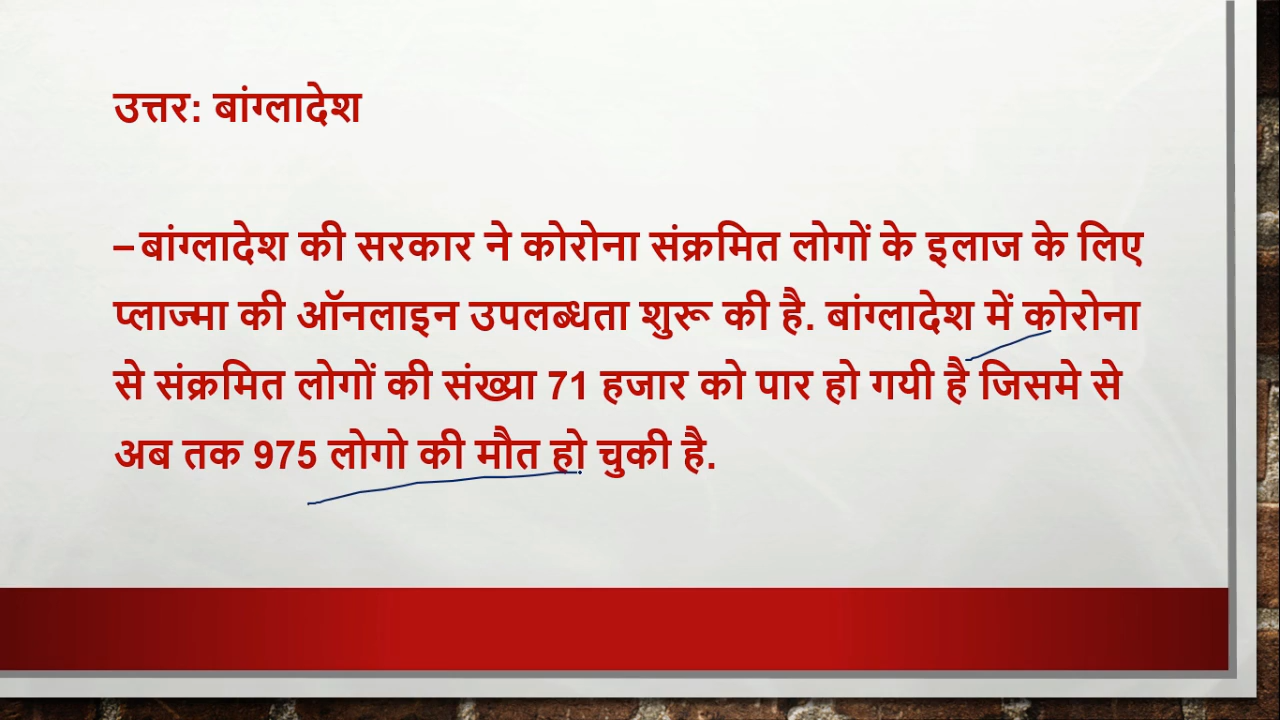 उत्तर: बांग्लादेश
– बांग्लादेश की सरकार ने कोरोना संक्रमित लोगों के इलाज के लिए
प्लाज्मा की ऑनलाइन उपलब्धता शुरू की है. बांग्लादेश में कोरोना
से संक्रमित लोगों की संख्या 71 हजार को पार हो गयी है जिसमे से
अब तक 975 लोगो की मौत हो चुकी है.